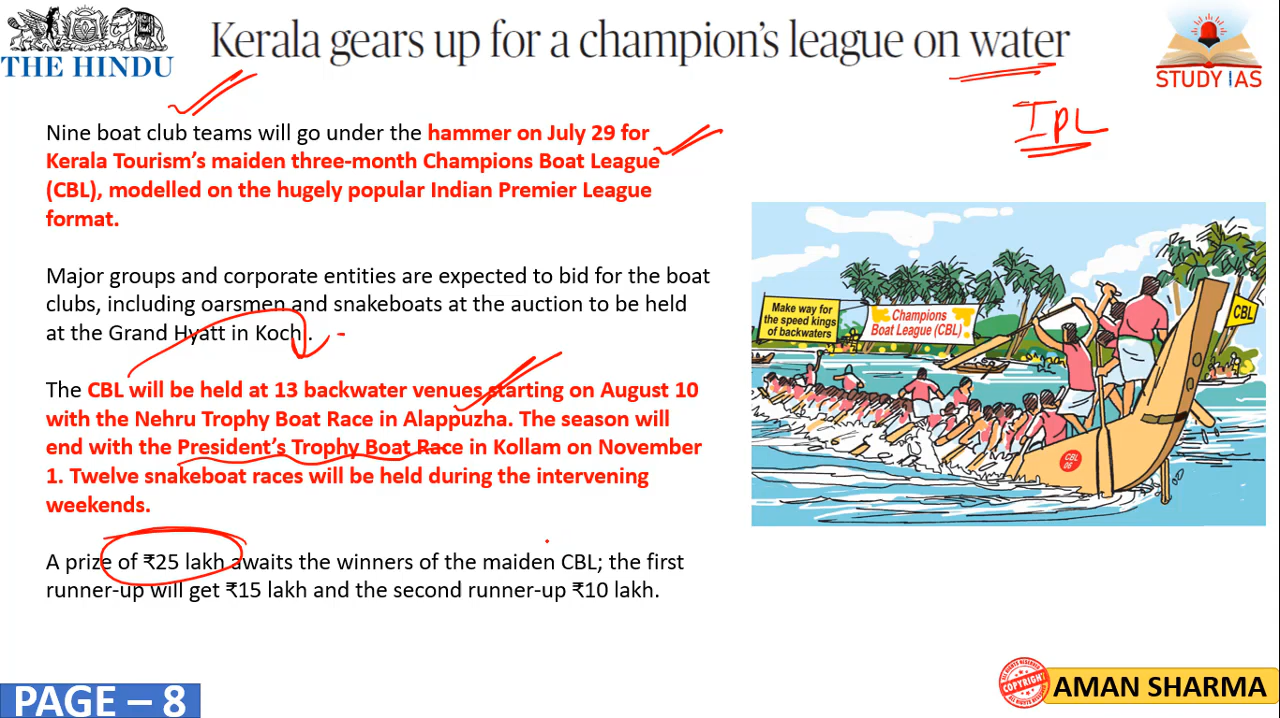 THE HINDU
Kerala gears up for a champion's league on water
STUDY IAS
IPL
Nine boat club teams will go under the hammer on July 29 for
Kerala Tourism's maiden three-month Champions Boat League
(CBL), modelled on the hugely popular Indian Premier League
format.
Major groups and corporate entities are expected to bid for the boat
clubs, including oarsmen and snakeboats at the auction to be held
at the Grand Hyatt in Kochi.
The CBL will be held at 13 backwater venues starting on August 10
with the Nehru Trophy Boat Race in Alappuzha. The season will
end with the President's Trophy Boat Race in Kollam on November
1. Twelve snakeboat races will be held during the intervening
weekends.
A prize of ₹25 lakh awaits the winners of the maiden CBL; the first
runner-up will get ₹15 lakh and the second runner-up ₹10 lakh.
Make way for
the speed kings
of backwaters
Champions
Boat League (CBL)
CBL
CBL
06
PAGE – 8
COPYRIGHT
AMAN SHARMA